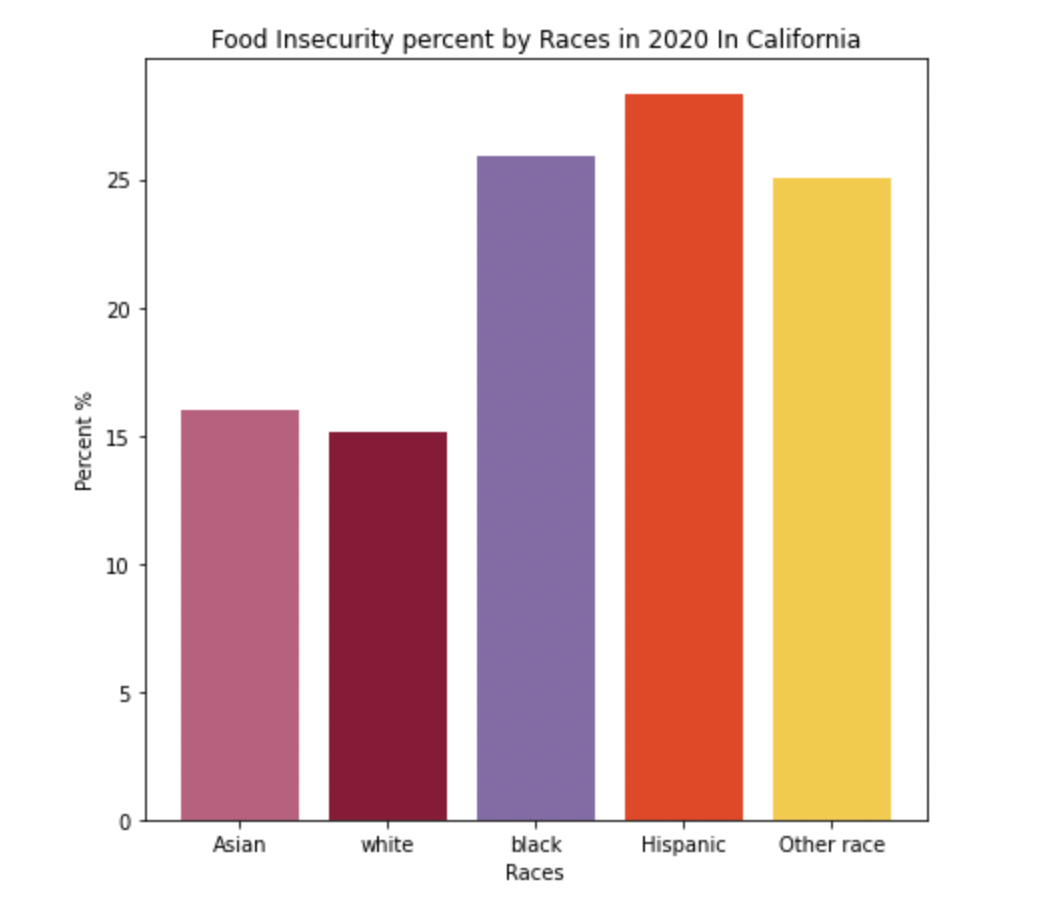 Food Insecurity percent by Races in 2020 In California
Percent %
25
20
15
10
5
0
Asian white black Hispanic Other race
Races